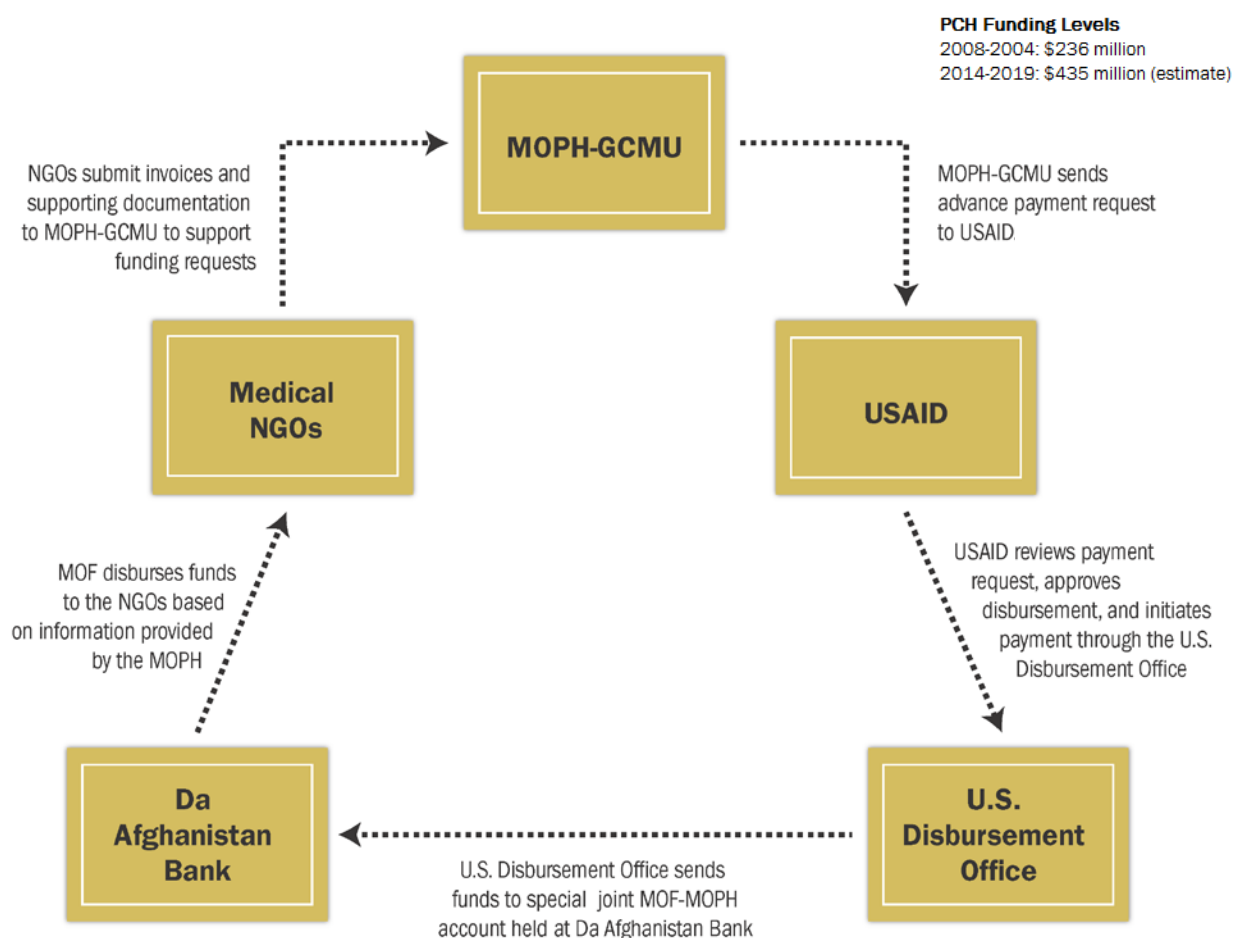 PCH Funding Levels
2008-2004: $236 million
2014-2019: $435 million (estimate)
MOPH-GCMU
NGOs submit invoices and
supporting documentation
to MOPH-GCMU to support
funding requests
MOPH-GCMU sends
advance payment request
to USAID.
Medical
NGOs
USAID
MOF disburses funds
to the NGOs based
on information provided
by the MOPH
USAID reviews payment
request, approves
disbursement, and initiates
payment through the U.S.
Disbursement Office
Da
Afghanistan
Bank
U.S.
Disbursement
Office
U.S. Disbursement Office sends
funds to special joint MOF-MOPH
account held at Da Afghanistan Bank